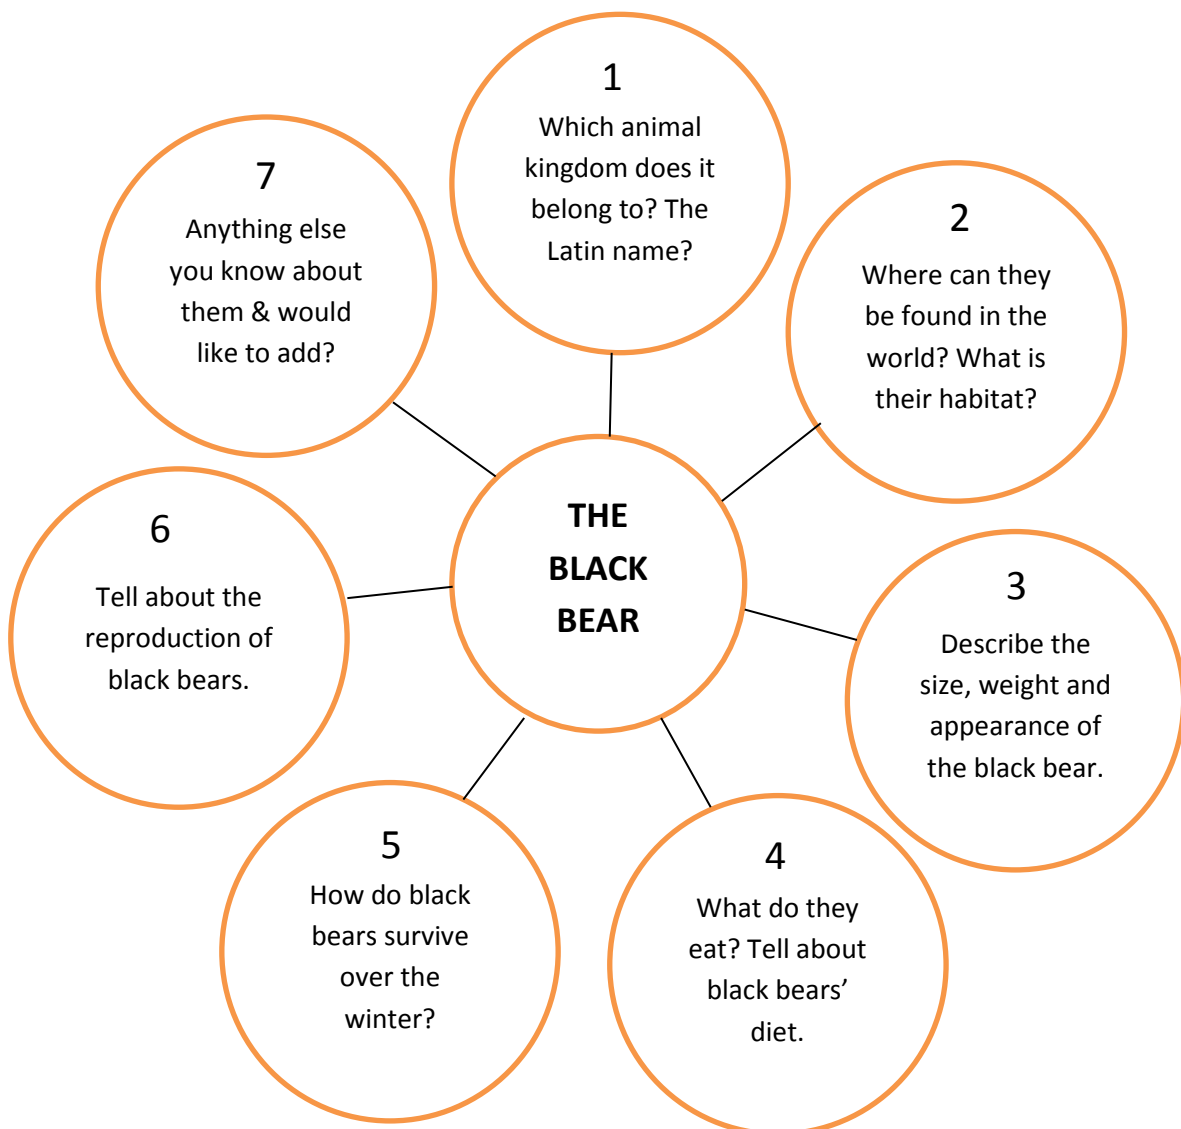 THE
BLACK
BEAR
1
Which animal
kingdom does it
belong to? The
Latin name?
2
Where can they
be found in the
world? What is
their habitat?
3
Describe the
size, weight and
appearance of
the black bear.
4
What do they
eat? Tell about
black bears’
diet.
5
How do black
bears survive
over the
winter?
6
Tell about the
reproduction of
black bears.
7
Anything else
you know about
them & would
like to add?